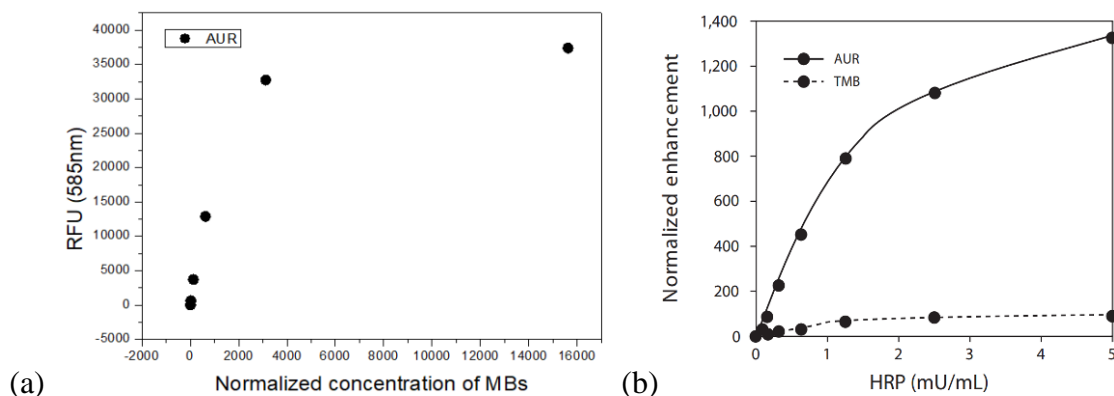 (a)
AUR
RFU (585nm)
40000
35000
30000
25000
20000
15000
10000
5000
0
-5000
-2000 0 2000 4000 6000 8000 10000 12000 14000 16000
Normalized concentration of MBs
(b)
AUR
TMB
Normalized enhancement
1,400
1,200
1,000
800
600
400
200
0
0 1 2 3 4 5
HRP (mU/mL)